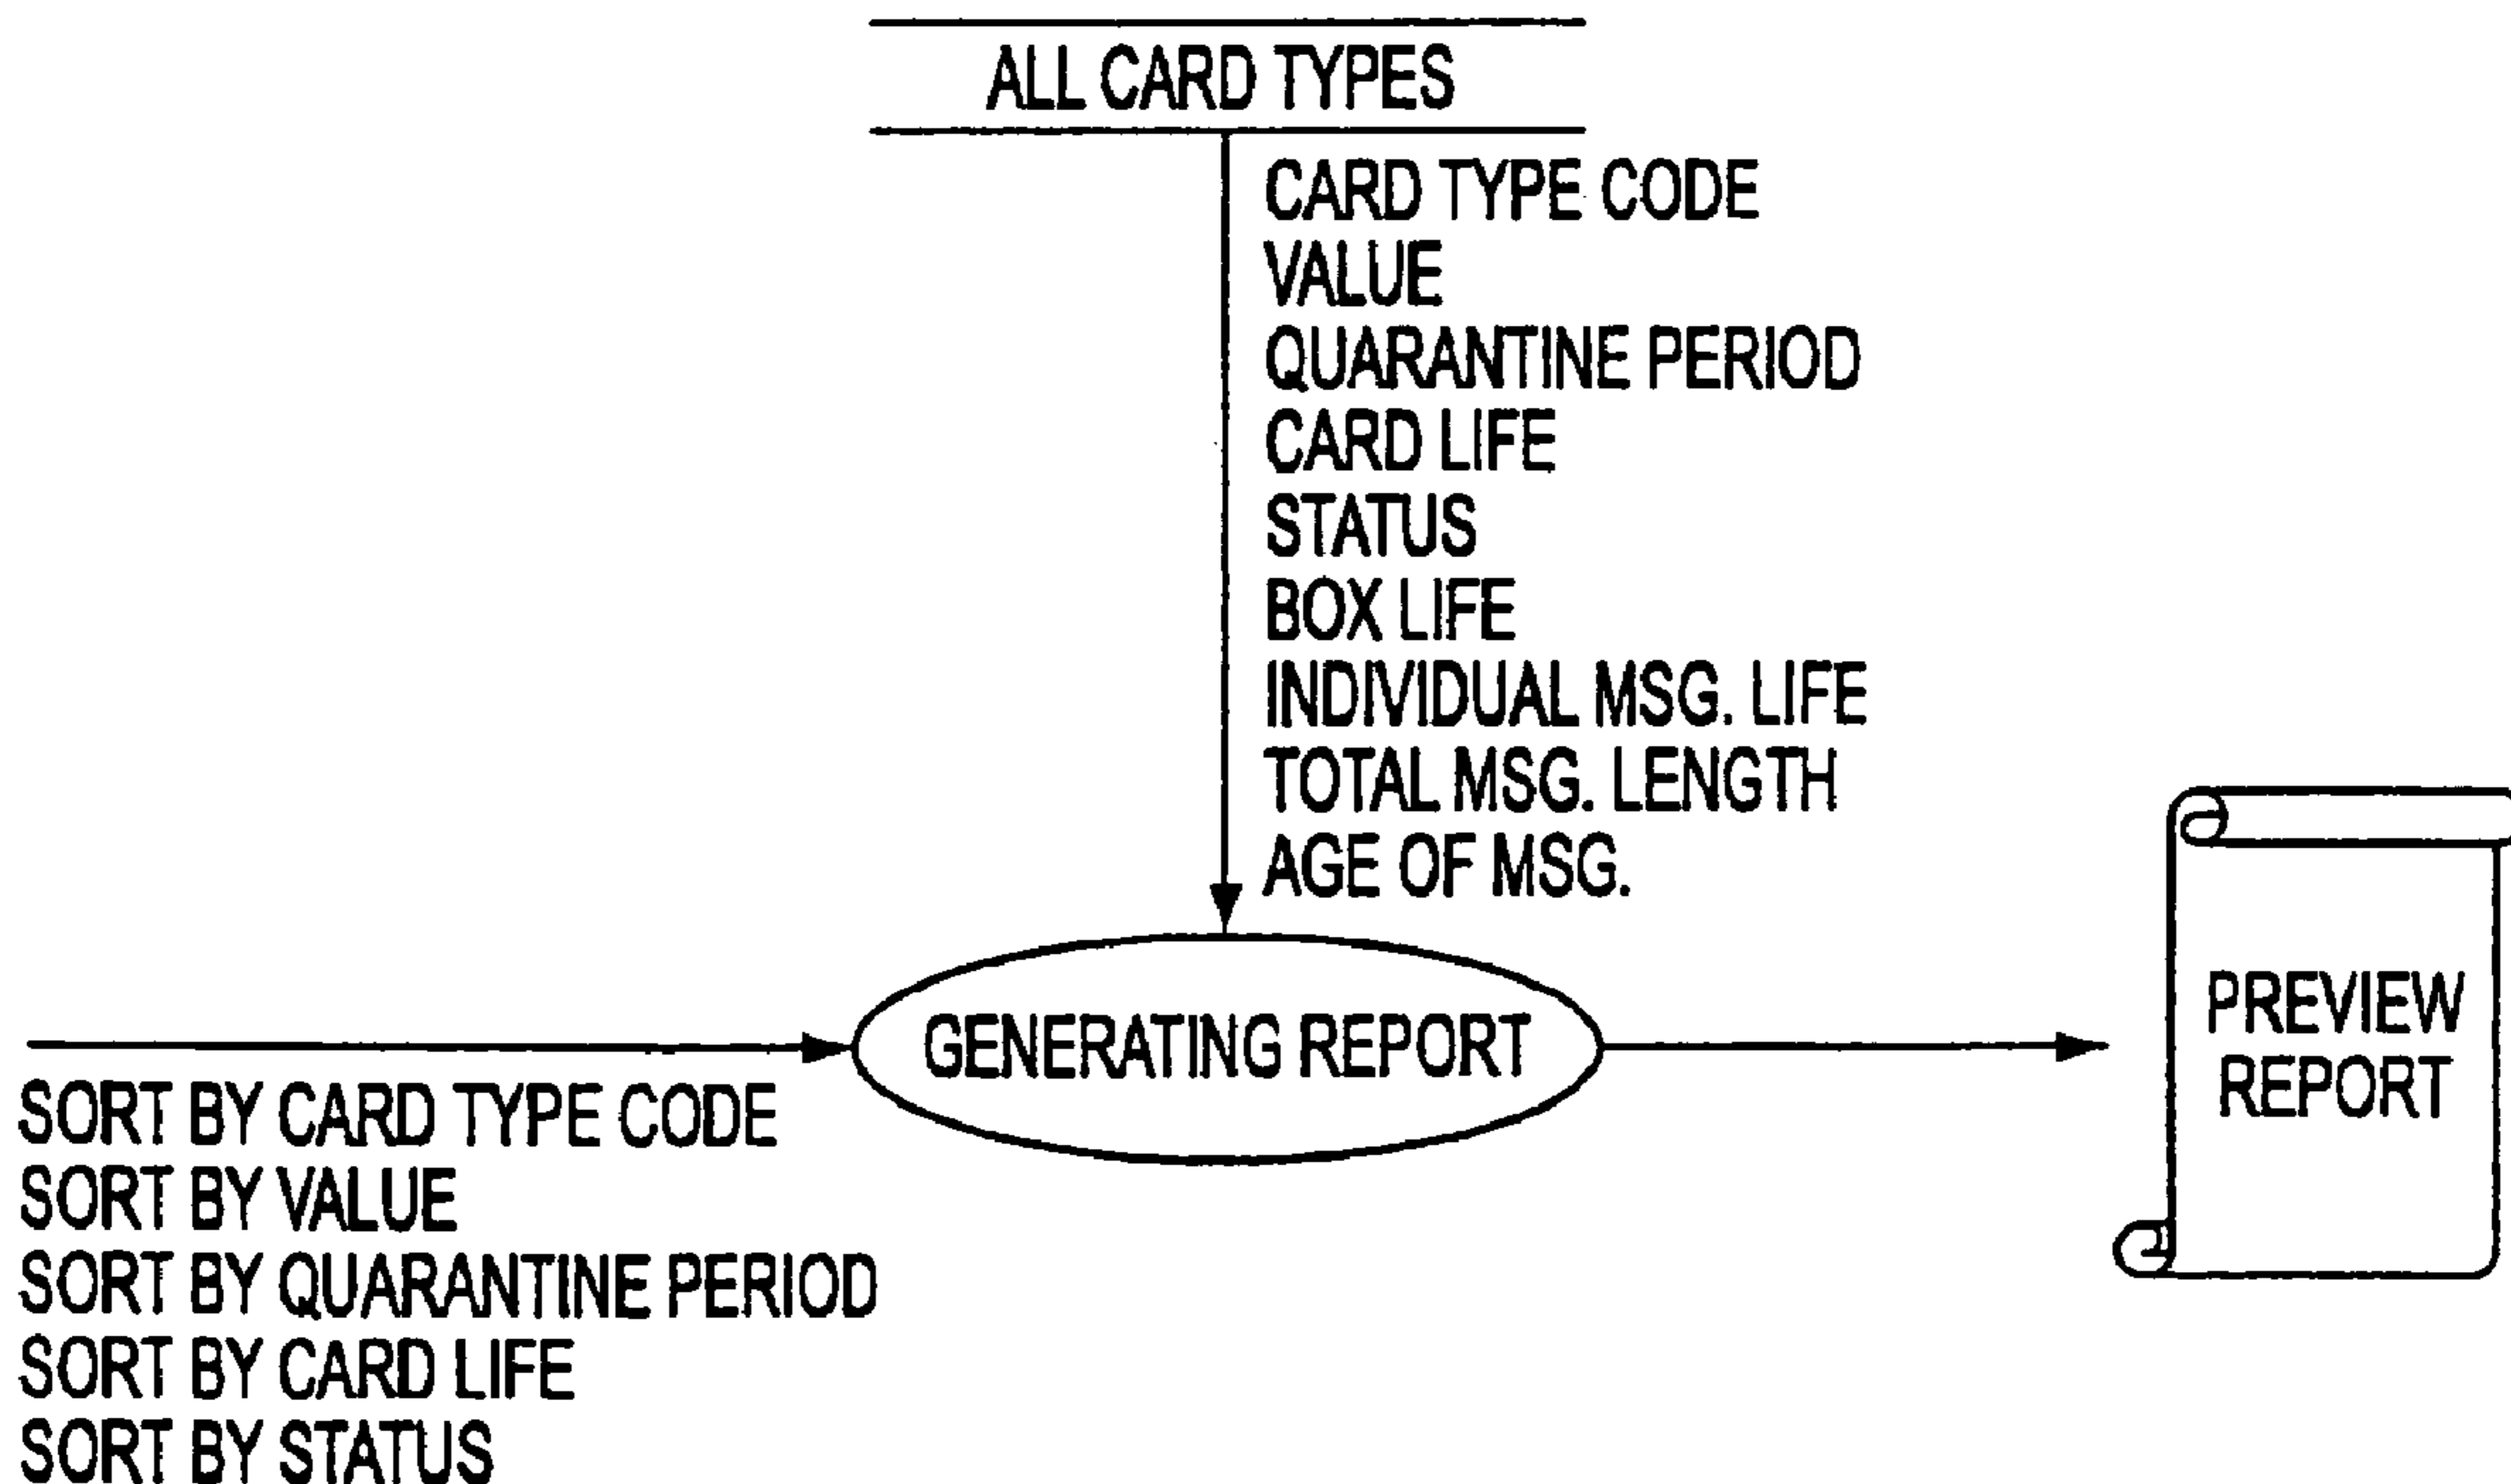 ALL CARD TYPES
CARD TYPE CODE
VALUE
QUARANTINE PERIOD
CARD LIFE
STATUS
BOX LIFE
INDIVIDUAL MSG. LIFE
TOTAL MSG. LENGTH
AGE OF MSG.
GENERATING REPORT
PREVIEW
REPORT
SORT BY CARD TYPE CODE
SORT BY VALUE
SORT BY QUARANTINE PERIOD
SORT BY CARD LIFE
SORT BY STATUS